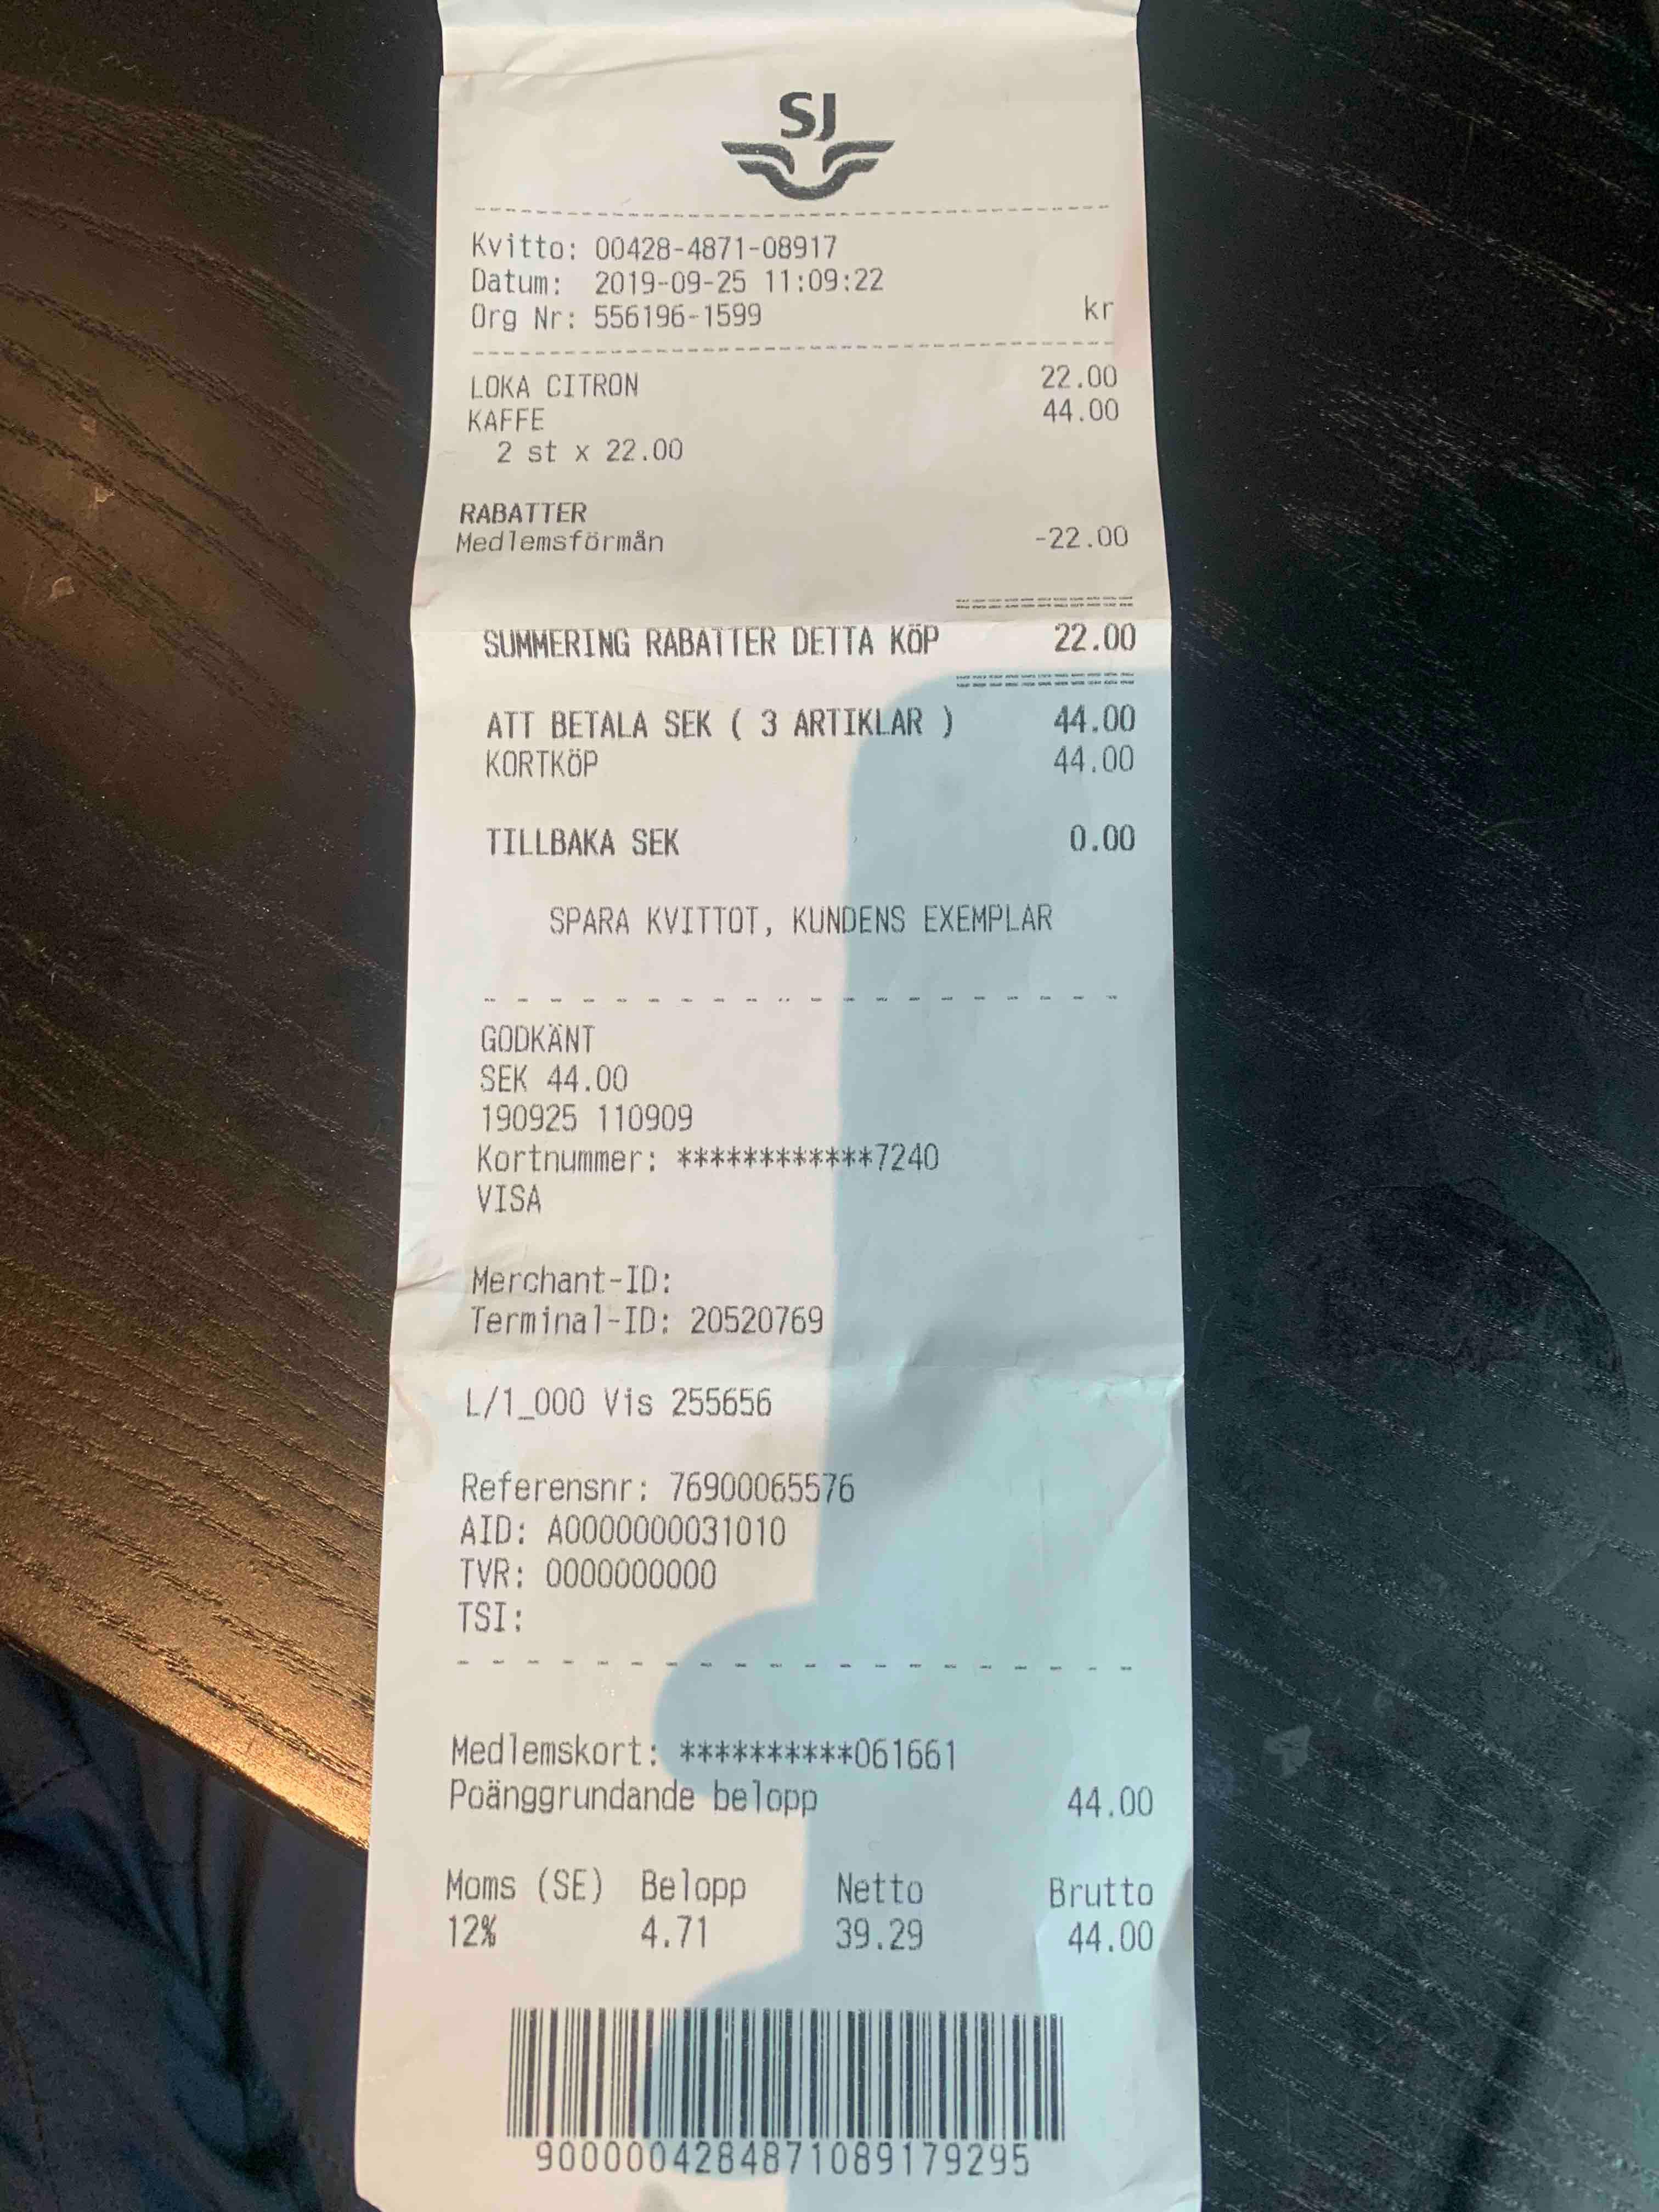 SJ
Kvitto: 00428-4871-08917
Datum: 2019-09-25 11:09:22
Org Nr: 556196-1599 kr
LOKA CITRON 22.00
KAFFE 44.00
2 st x 22.00
RABATTER
Medlemsförmån -22.00
SUMMERING RABATTER DETTA KÖP 22.00
ATT BETALA SEK ( 3 ARTIKLAR ) 44.00
KORTKÖP 44.00
TILLBAKA SEK 0.00
SPARA KVITTOT, KUNDENS EXEMPLAR
GODKÄNT
SEK 44.00
190925 110909
Kortnummer: ************7240
VISA
Merchant-ID:
Terminal-ID: 20520769
L/1_000 Vis 255656
Referensnr: 76900065576
AID: A0000000031010
TVR: 0000000000
TSI:
Medlemskort: **********061661
Poänggrundande belopp 44.00
Moms (SE) Belopp Netto Brutto
12% 4.71 39.29 44.00
9000004284871089179295